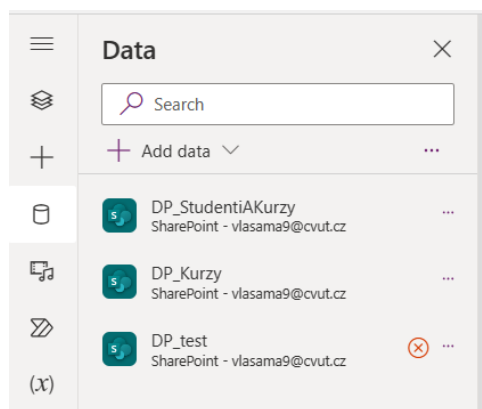 Data
Search
Add data
...
DP_StudentiAKurzy
...
SharePoint - vlasama9@cvut.cz
DP_Kurzy
...
SharePoint - vlasama9@cvut.cz
DP_test
...
SharePoint - vlasama9@cvut.cz
(x)